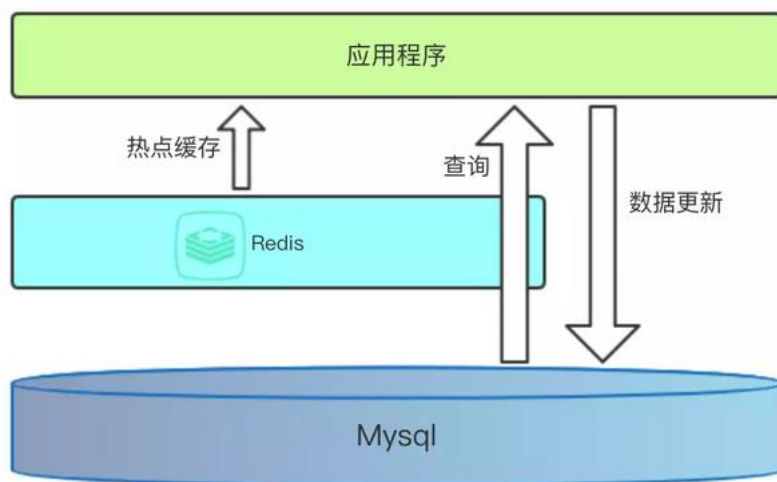 应用程序
热点缓存
查询
数据更新
Redis
Mysql